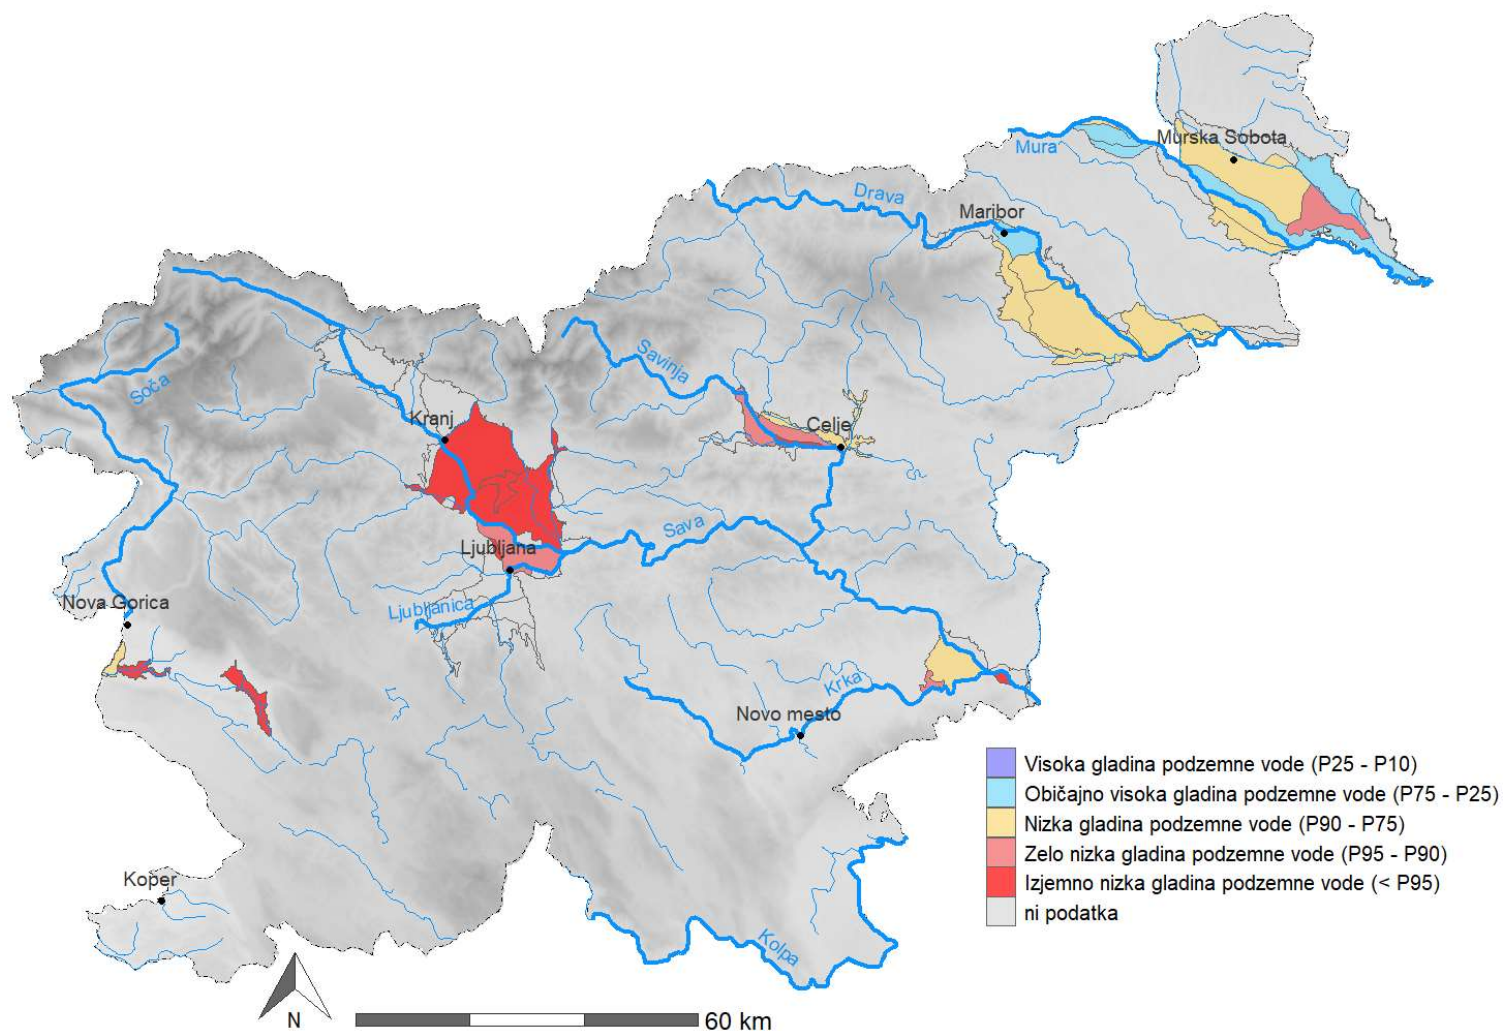 Murska Sobota
Mura
Drava
Maribor
Savinja
Soča
Kranj
Celje
Sava
Ljubljana
Nova Gorica
Ljubljanica
Krka
Novo mesto
Visoka gladina podzemne vode (P25 - P10)
Običajno visoka gladina podzemne vode (P75 - P25)
Nizka gladina podzemne vode (P90 - P75)
Zelo nizka gladina podzemne vode (P95 - P90)
Izjemno nizka gladina podzemne vode (< P95)
ni podatka
Koper
Kolpa
N
60 km